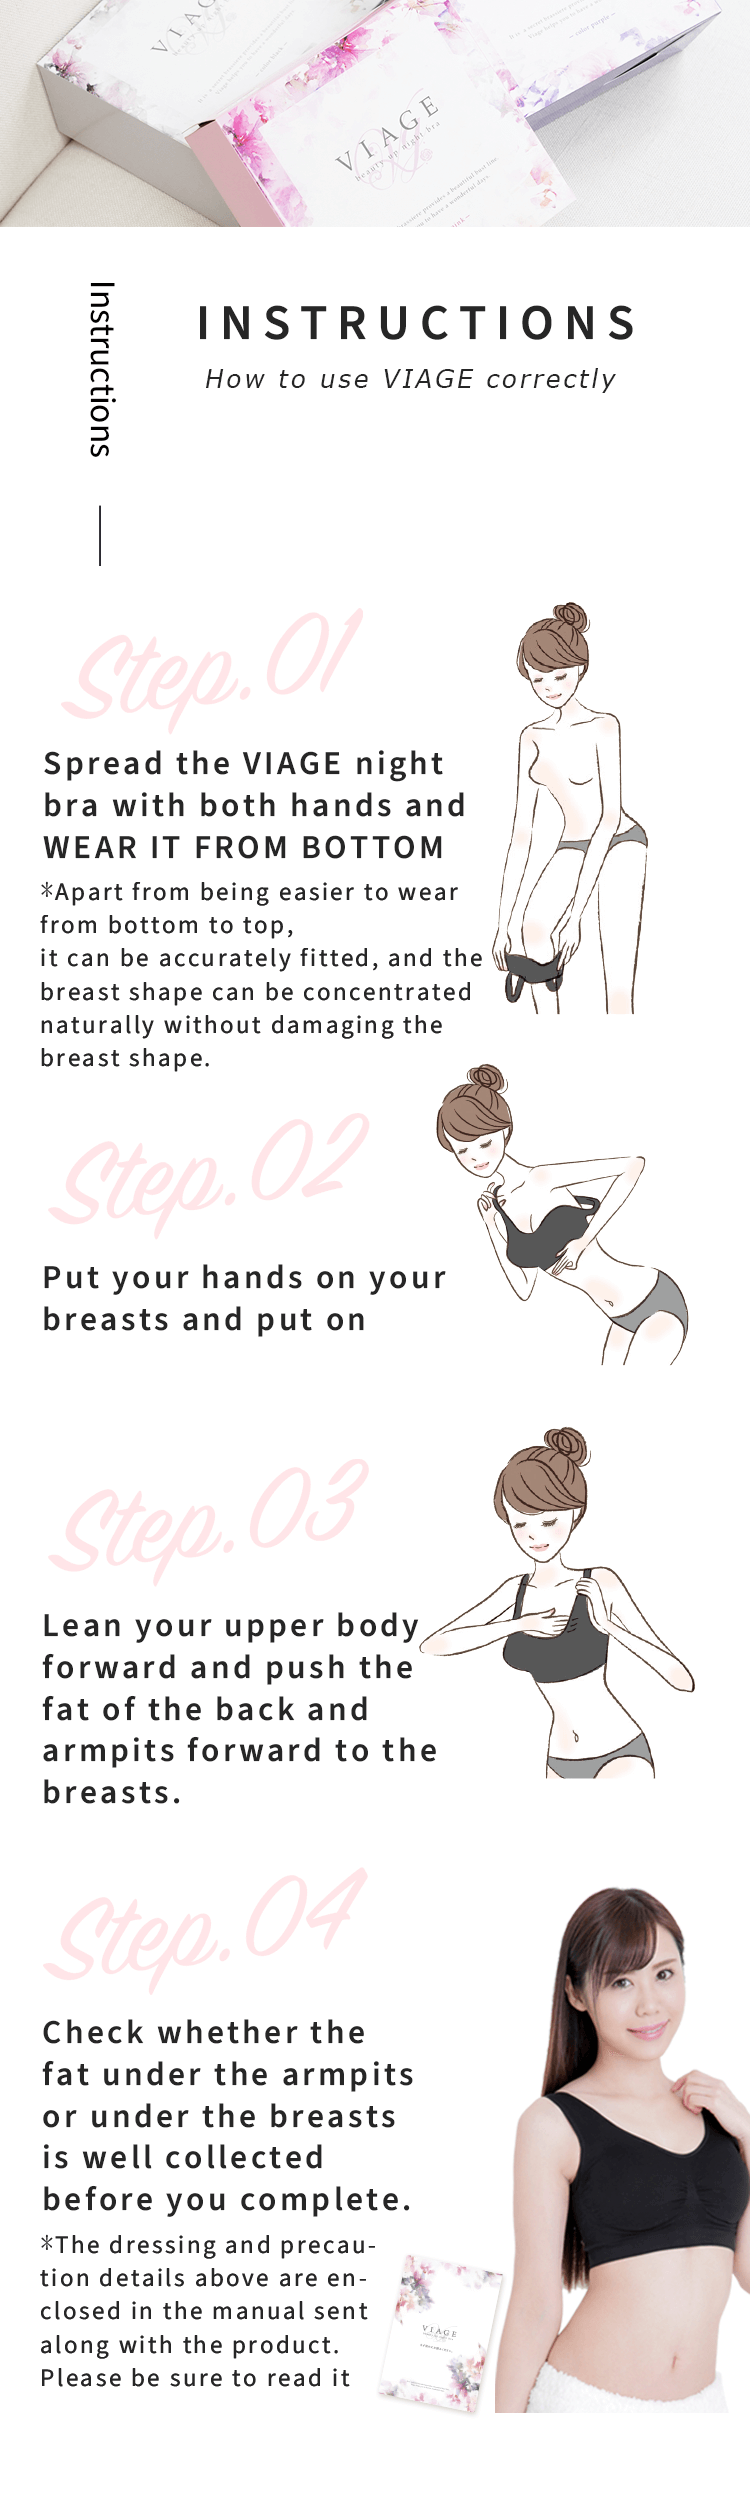 VIAGE
- color purple -
VIAGE
beauty up night bra
INSTRUCTIONS
How to use VIAGE correctly
Instructions
Step.01
Spread the VIAGE night
bra with both hands and
WEAR IT FROM BOTTOM
*Apart from being easier to wear
from bottom to top,
it can be accurately fitted, and the
breast shape can be concentrated
naturally without damaging the
breast shape.
Step.02
Put your hands on your
breasts and put on
Step.03
Lean your upper body
forward and push the
fat of the back and
armpits forward to the
breasts.
Step.04
Check whether the
fat under the armpits
or under the breasts
is well collected
before you complete.
*The dressing and precau-
tion details above are en-
closed in the manual sent
along with the product.
Please be sure to read it
VIAGE